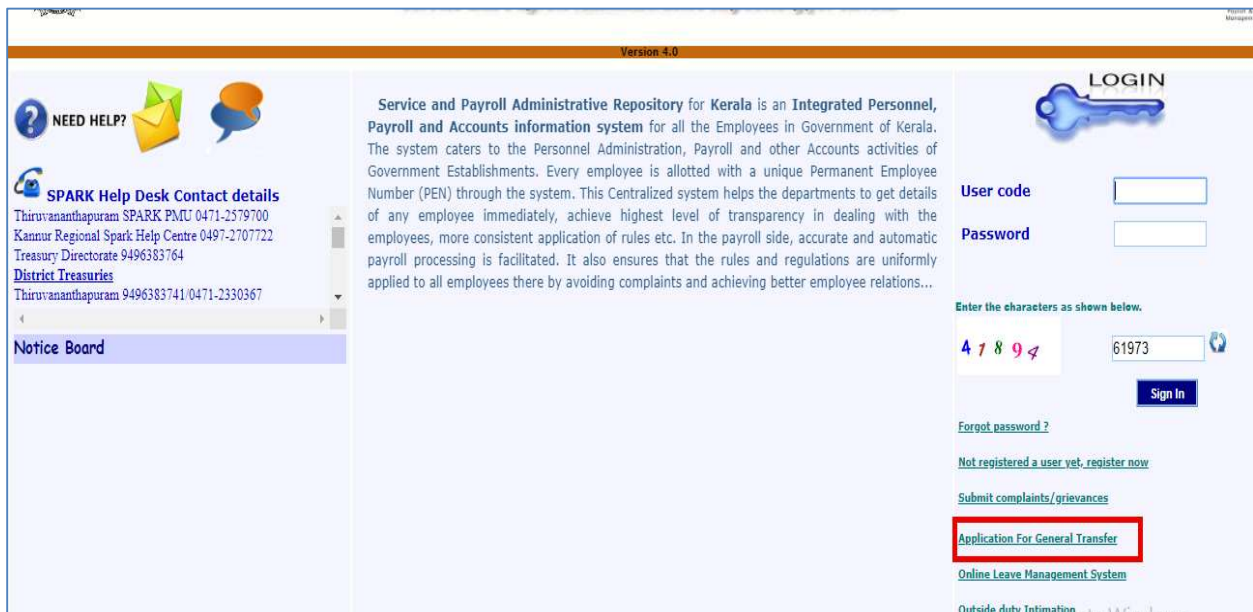 Version 4.0
NEED HELP?
SPARK Help Desk Contact details
Thiruvananthapuram SPARK PMU 0471-2579700
Kannur Regional Spark Help Centre 0497-2707722
Treasury Directorate 9496383764
District Treasuries
Thiruvananthapuram 9496383741/0471-2330367
Notice Board
Service and Payroll Administrative Repository for Kerala is an Integrated Personnel,
Payroll and Accounts information system for all the Employees in Government of Kerala.
The system caters to the Personnel Administration, Payroll and other Accounts activities of
Government Establishments. Every employee is allotted with a unique Permanent Employee
Number (PEN) through the system. This Centralized system helps the departments to get details
of any employee immediately, achieve highest level of transparency in dealing with the
employees, more consistent application of rules etc. In the payroll side, accurate and automatic
payroll processing is facilitated. It also ensures that the rules and regulations are uniformly
applied to all employees there by avoiding complaints and achieving better employee relations...
LOGIN
User code
Password
Enter the characters as shown below.
4 1 8 9 4 61973
Sign In
Forgot password ?
Not registered a user yet, register now
Submit complaints/grievances
Application For General Transfer
Online Leave Management System
Outside duty Intimation